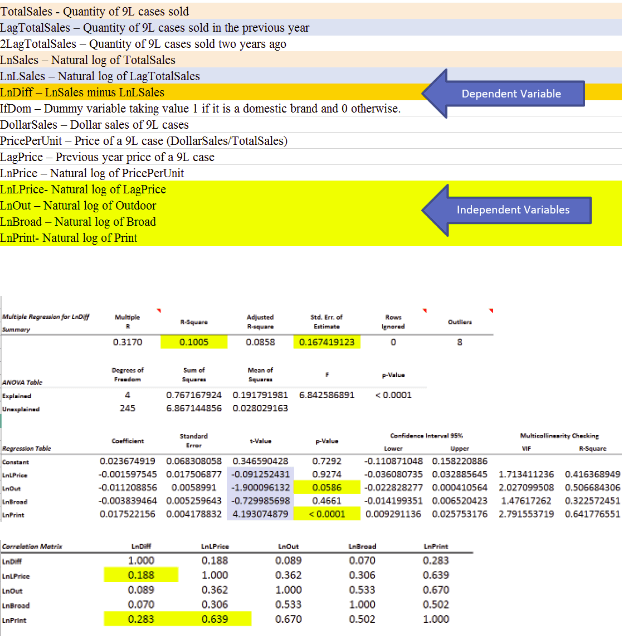 TotalSales - Quantity of 9L cases sold
LagTotalSales – Quantity of 9L cases sold in the previous year
2LagTotalSales – Quantity of 9L cases sold two years ago
LnSales – Natural log of TotalSales
LnLSales – Natural log of LagTotalSales
LnDiff – LnSales minus LnLSales
Dependent Variable
IfDom – Dummy variable taking value 1 if it is a domestic brand and 0 otherwise.
DollarSales – Dollar sales of 9L cases
PricePerUnit – Price of a 9L case (DollarSales/TotalSales)
LagPrice – Previous year price of a 9L case
LnPrice – Natural log of PricePerUnit
LnLPrice- Natural log of LagPrice
LnOut – Natural log of Outdoor
Independent Variables
LnBroad – Natural log of Broad
LnPrint- Natural log of Print
Multiple Regression for LnDiff Multiple R-Square Adjusted Std. Err. of Rows Outliers
Summary R R-square Estimate Ignored
0.3170 0.1005 0.0858 0.167419123 0 8
Degrees of Sum of Mean of F p-Value
ANOVA Table Freedom Squares Squares
Explained 4 0.767167924 0.191791981 6.842586891 < 0.0001
Unexplained 245 6.867144856 0.028029163
Coefficient Standard t-Value p-Value Confidence Interval 95% Multicollinearity Checking
Regression Table Error Lower Upper VIF R-Square
Constant 0.023674919 0.068308058 0.346590428 0.7292 -0.110871048 0.158220886
LnLPrice -0.001597545 0.017506877 -0.091252431 0.9274 -0.036080735 0.032885645 1.713411236 0.416368949
LnOut -0.011208856 0.0058991 -1.900096132 0.0586 -0.022828277 0.000410564 2.027099508 0.506684306
LnBroad -0.003839464 0.005259643 -0.729985698 0.4661 -0.014199351 0.006520423 1.47617262 0.322572451
LnPrint 0.017522156 0.004178832 4.193074879 < 0.0001 0.009291136 0.025753176 2.791553719 0.641776551
Correlation Matrix LnDiff LnLPrice LnOut LnBroad LnPrint
LnDiff 1.000 0.188 0.089 0.070 0.283
LnLPrice 0.188 1.000 0.362 0.306 0.639
LnOut 0.089 0.362 1.000 0.533 0.670
LnBroad 0.070 0.306 0.533 1.000 0.502
LnPrint 0.283 0.639 0.670 0.502 1.000